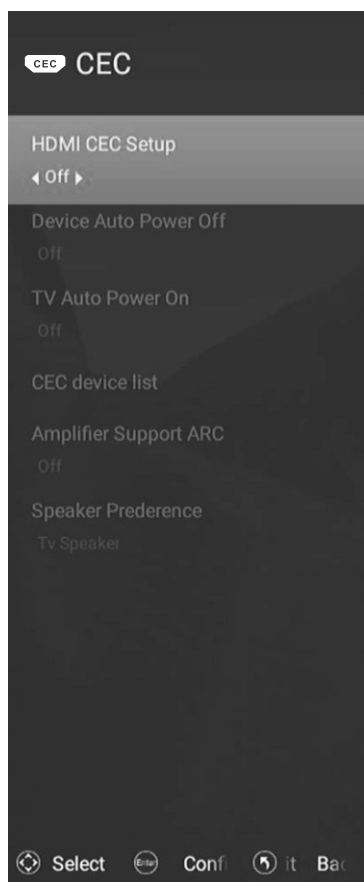 CEC CEC
HDMI CEC Setup
Off
Device Auto Power Off
Off
TV Auto Power On
Off
CEC device list
Amplifier Support ARC
Off
Speaker Prederence
Tv Speaker
Select Enter Confi it Bac